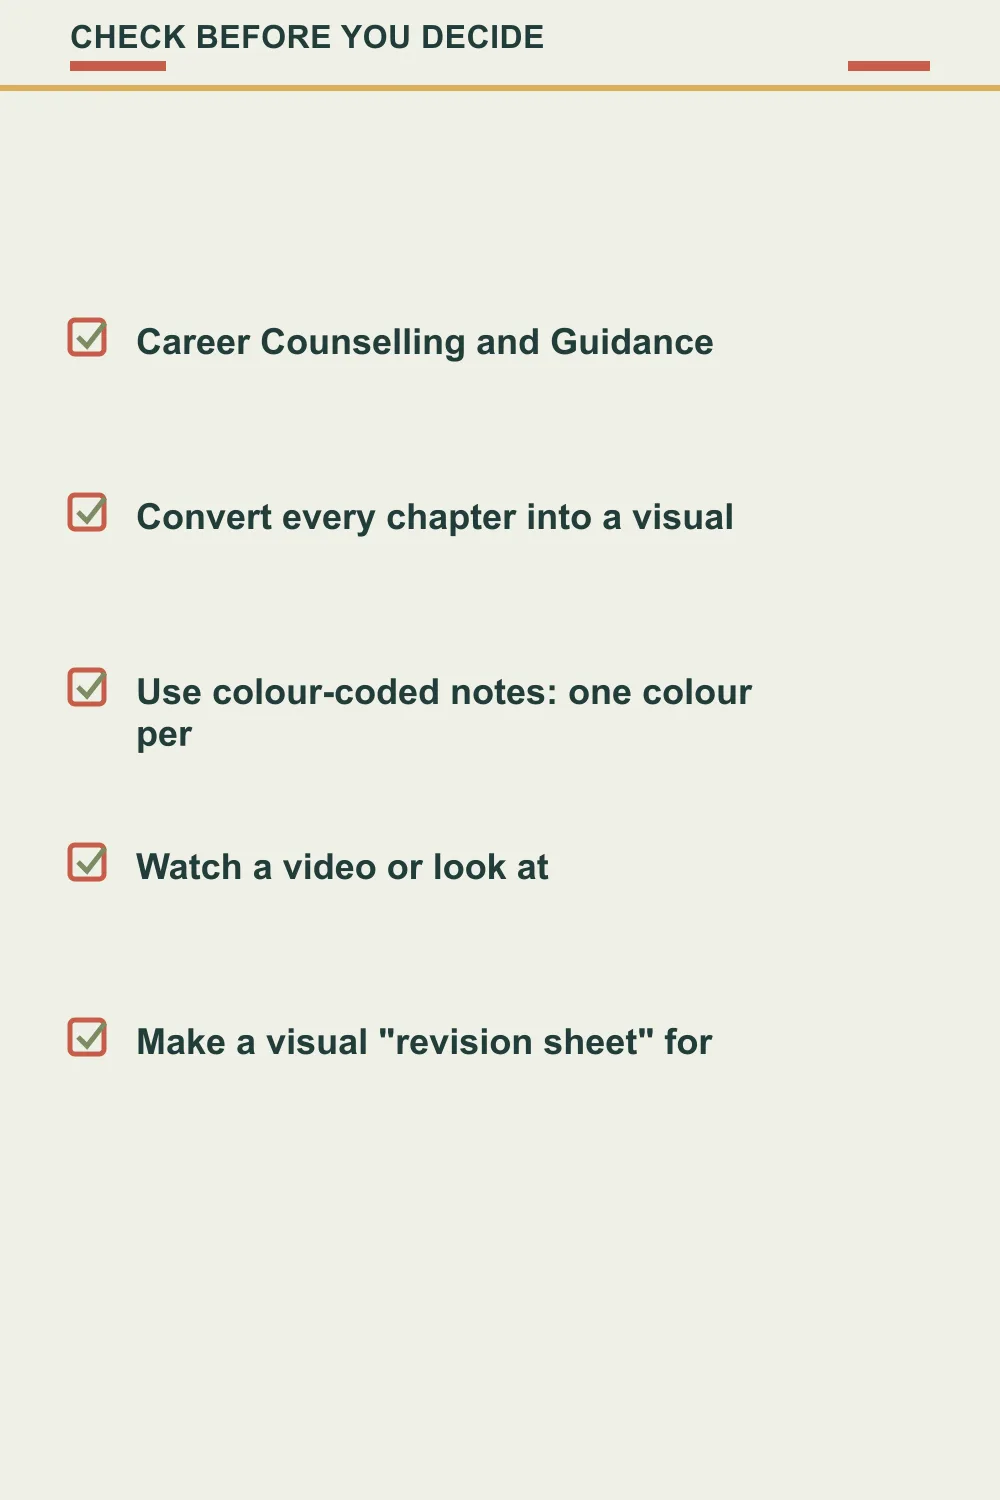 CHECK BEFORE YOU DECIDE
Career Counselling and Guidance
Convert every chapter into a visual
Use colour-coded notes: one colour
per
Watch a video or look at
Make a visual "revision sheet" for